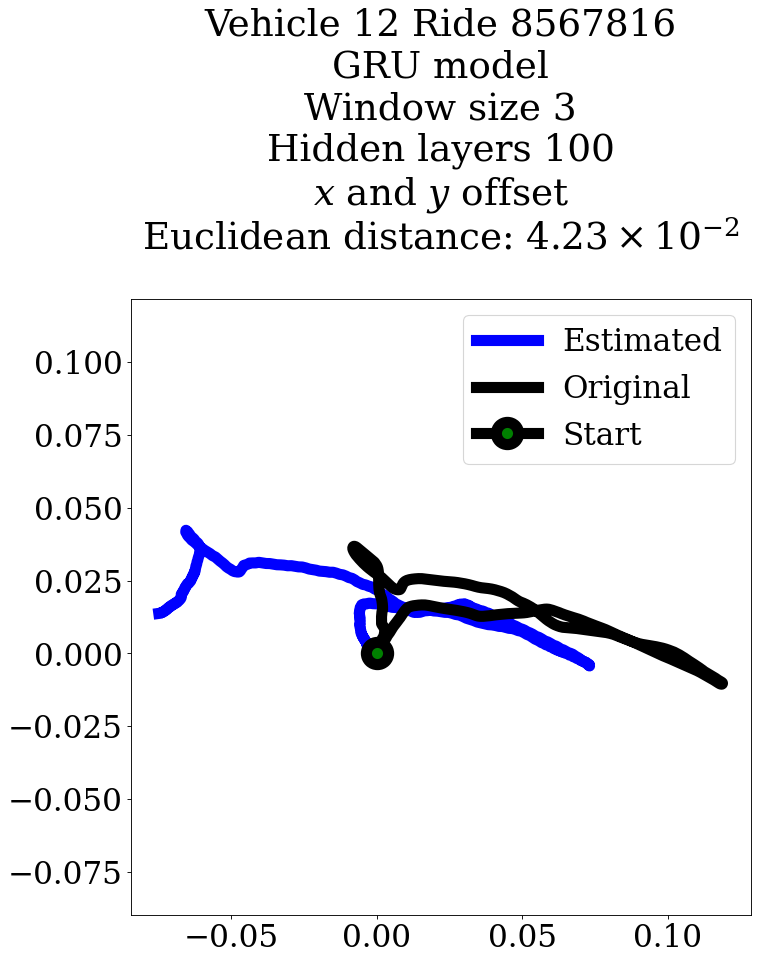 Vehicle 12 Ride 8567816
GRU model
Window size 3
Hidden layers 100
x and y offset
Euclidean distance: 4.23 × 10⁻²
Estimated
Original
Start
0.100
0.075
0.050
0.025
0.000
−0.025
−0.050
−0.075
−0.05 0.00 0.05 0.10